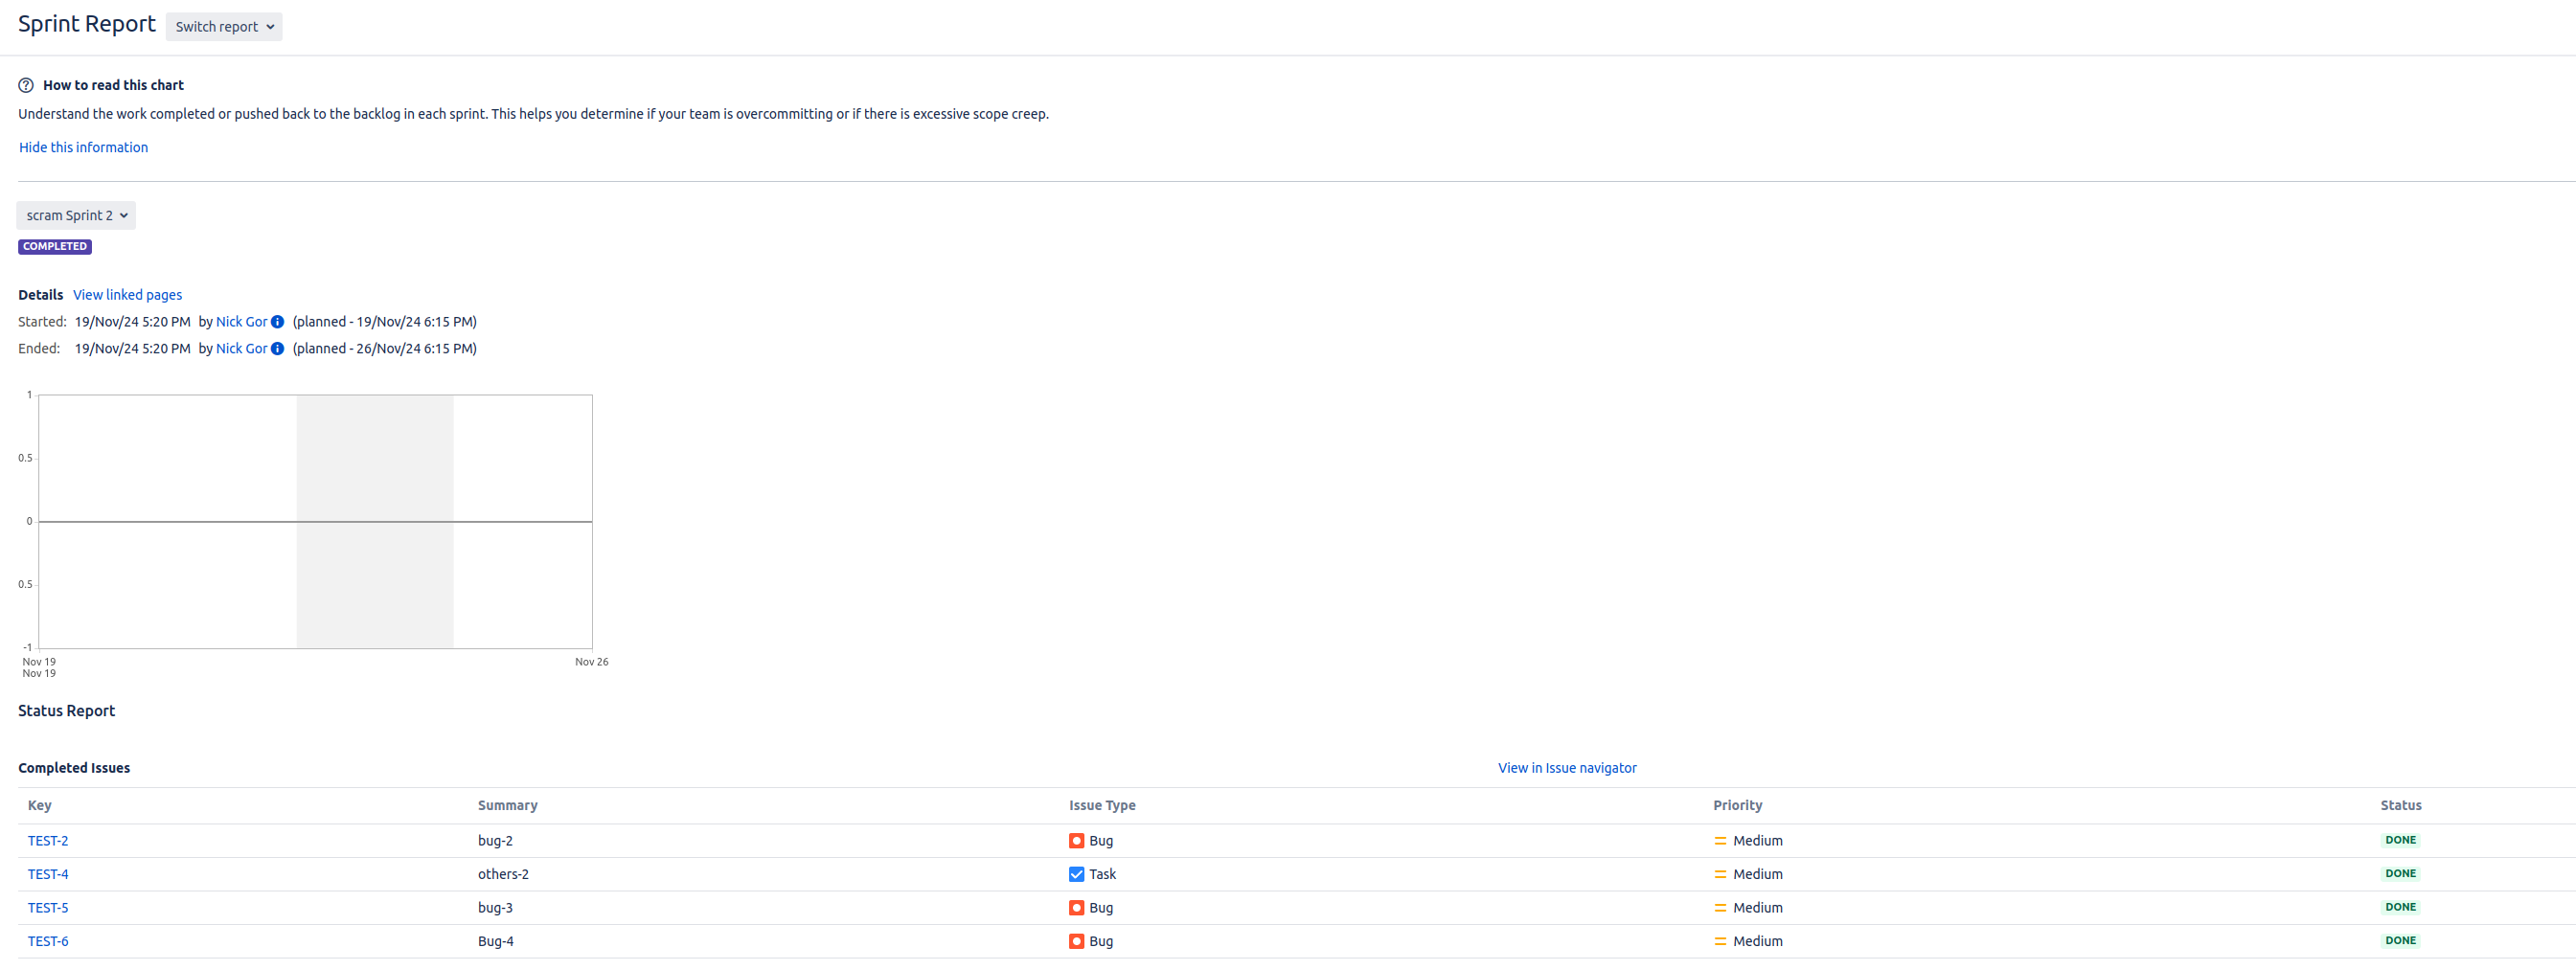 Sprint Report Switch report
How to read this chart
Understand the work completed or pushed back to the backlog in each sprint. This helps you determine if your team is overcommitting or if there is excessive scope creep.
Hide this information
scram Sprint 2
COMPLETED
Details View linked pages
Started: 19/Nov/24 5:20 PM by Nick Gor (planned - 19/Nov/24 6:15 PM)
Ended: 19/Nov/24 5:20 PM by Nick Gor (planned - 26/Nov/24 6:15 PM)
1
0.5
0
0.5
-1
Nov 19 Nov 26
Nov 19
Status Report
Completed Issues View in Issue navigator
Key Summary Issue Type Priority Status
TEST-2 bug-2 Bug Medium DONE
TEST-4 others-2 Task Medium DONE
TEST-5 bug-3 Bug Medium DONE
TEST-6 Bug-4 Bug Medium DONE